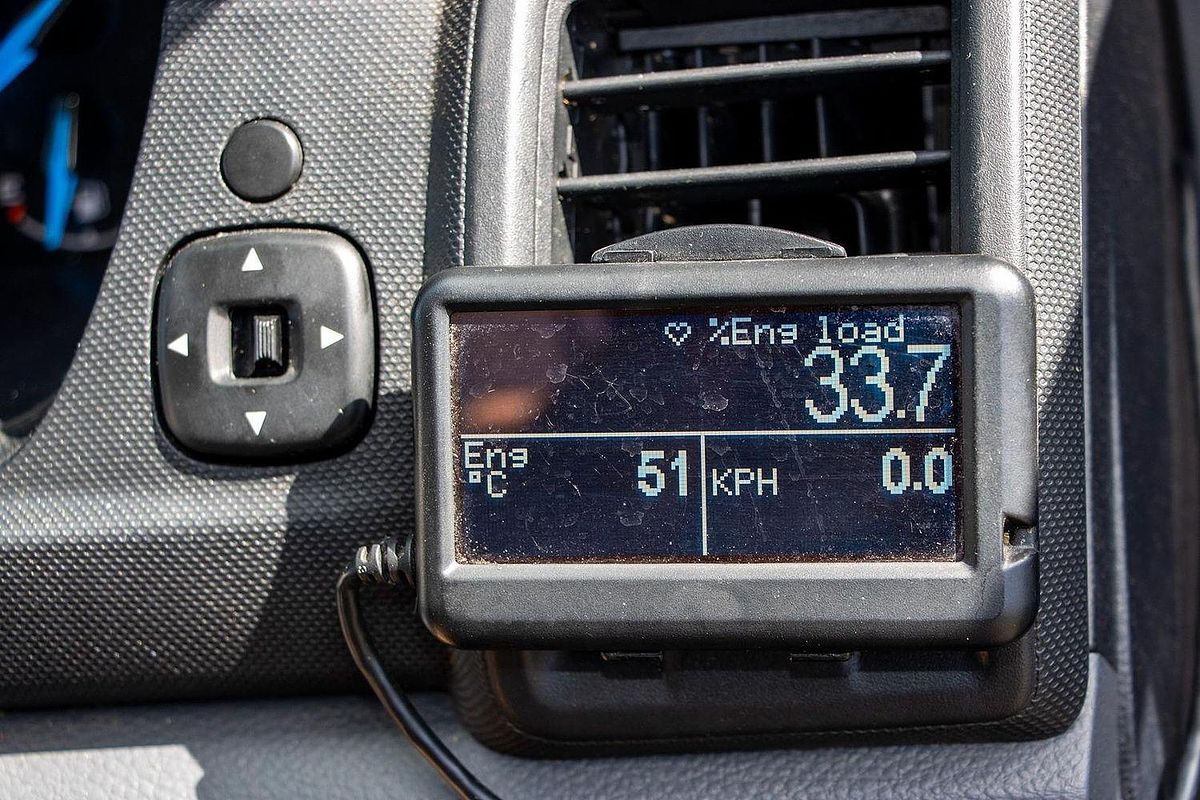 ♡ %Eng load
33.7
Eng
°C 51
KPH 0.0
E